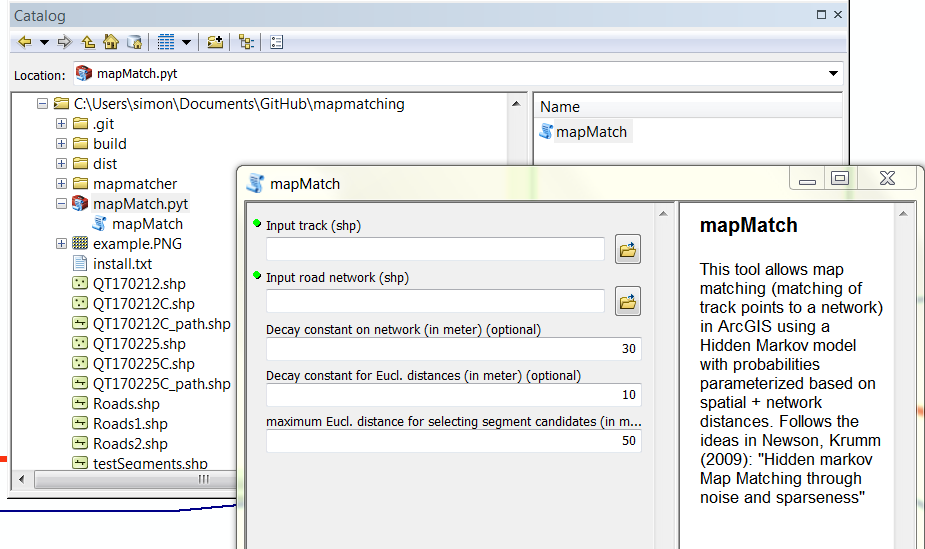 Catalog
Location: mapMatch.pyt
C:\Users\simon\Documents\GitHub\mapmatching
.git
build
dist
mapmatcher
mapMatch.pyt
mapMatch
example.PNG
install.txt
QT170212.shp
QT170212C.shp
QT170212C_path.shp
QT170225.shp
QT170225C.shp
QT170225C_path.shp
Roads.shp
Roads1.shp
Roads2.shp
testSegments.shp
Name
mapMatch
mapMatch
Input track (shp)
Input road network (shp)
Decay constant on network (in meter) (optional)
30
Decay constant for Eucl. distances (in meter) (optional)
10
maximum Eucl. distance for selecting segment candidates (in m...
50
mapMatch
This tool allows map
matching (matching of
track points to a network)
in ArcGIS using a
Hidden Markov model
with probabilities
parameterized based on
spatial + network
distances. Follows the
ideas in Newson, Krumm
(2009): "Hidden markov
Map Matching through
noise and sparseness"